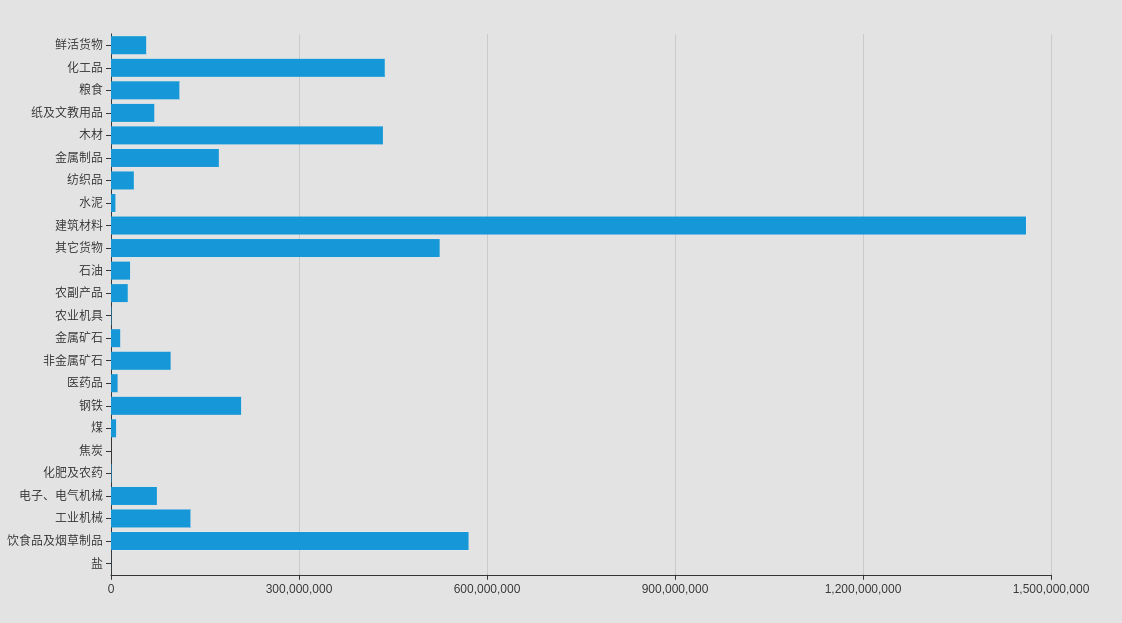 鲜活货物
化工品
粮食
纸及文教用品
木材
金属制品
纺织品
水泥
建筑材料
其它货物
石油
农副产品
农业机具
金属矿石
非金属矿石
医药品
钢铁
煤
焦炭
化肥及农药
电子、电气机械
工业机械
饮食品及烟草制品
盐
0 300,000,000 600,000,000 900,000,000 1,200,000,000 1,500,000,000